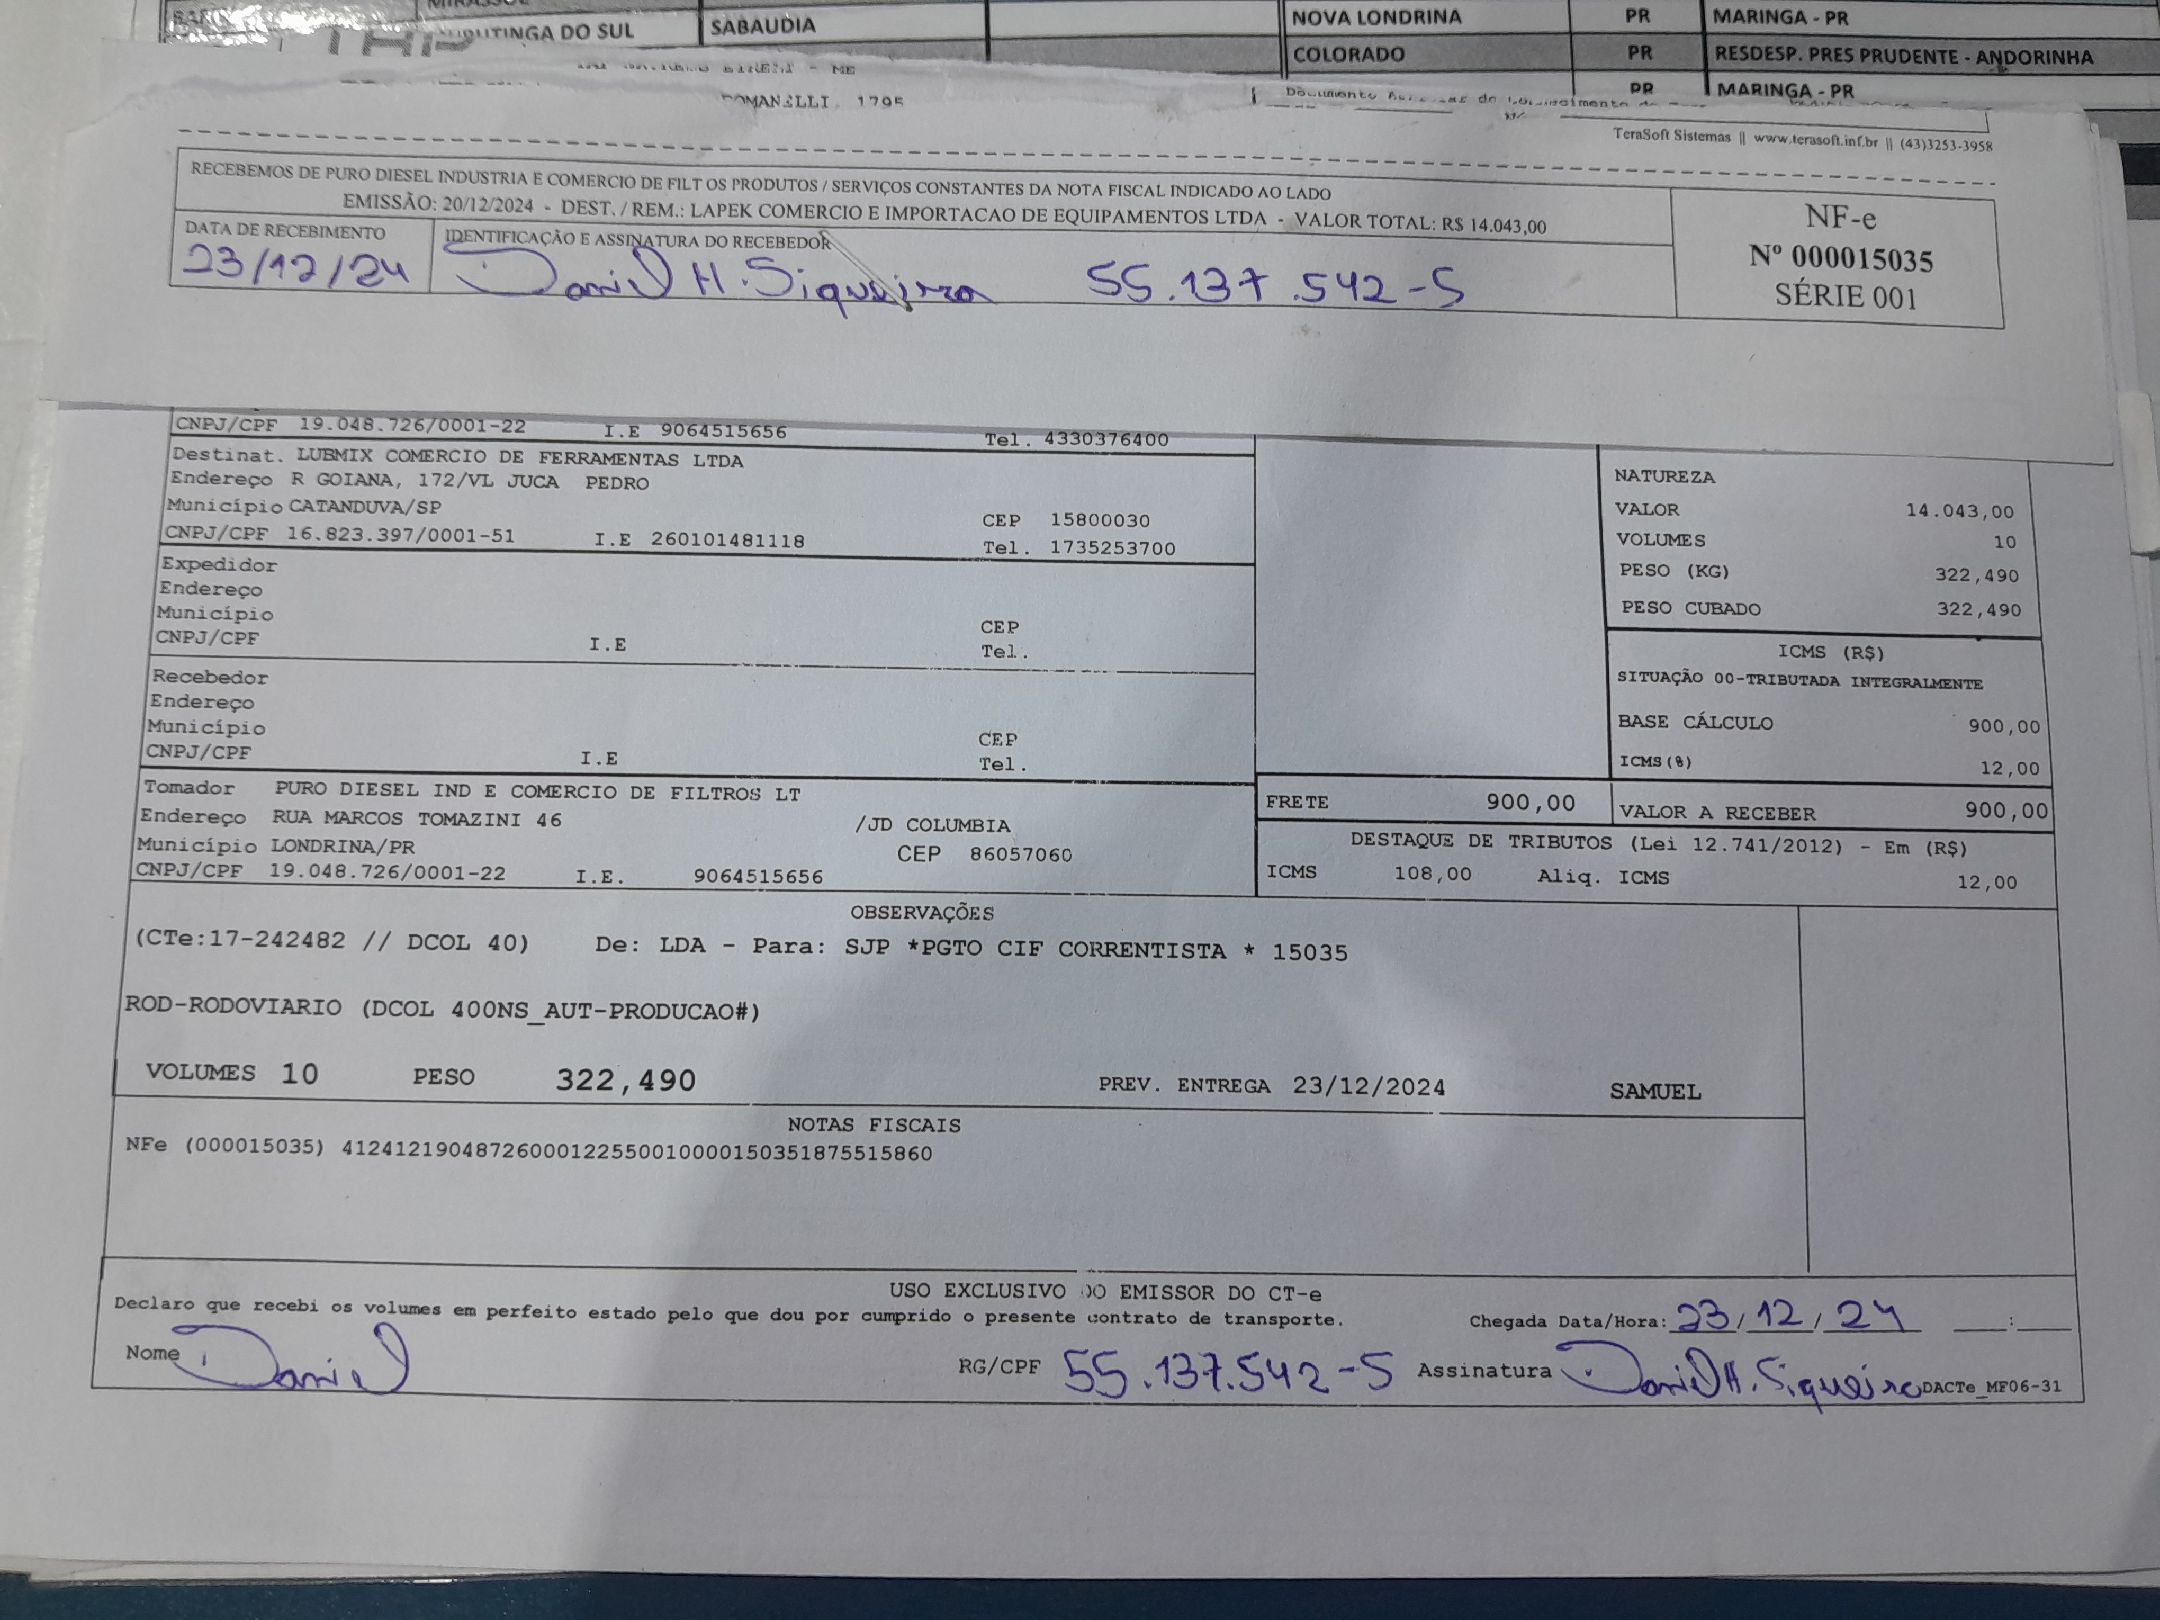 UTINGA DO SUL
SABAUDIA
NOVA LONDRINA PR MARINGA - PR
COLORADO PR RESDESP. PRES PRUDENTE - ANDORINHA
PR MARINGA - PR
- ME
ROMANELLI, 1795
TeraSoft Sistemas || www.terasoft.inf.br || (43)3253-3958
RECEBEMOS DE PURO DIESEL INDUSTRIA E COMERCIO DE FILT OS PRODUTOS / SERVIÇOS CONSTANTES DA NOTA FISCAL INDICADO AO LADO
EMISSÃO: 20/12/2024 - DEST. / REM.: LAPEK COMERCIO E IMPORTACAO DE EQUIPAMENTOS LTDA - VALOR TOTAL: R$ 14.043,00
DATA DE RECEBIMENTO
23/12/24
IDENTIFICAÇÃO E ASSINATURA DO RECEBEDOR
Daniel H. Siqueira 55.137.542-5
NF-e
Nº 000015035
SÉRIE 001
CNPJ/CPF 19.048.726/0001-22 I.E 9064515656 Tel. 4330376400
Destinat. LUBMIX COMERCIO DE FERRAMENTAS LTDA
Endereço R GOIANA, 172/VL JUCA PEDRO
Município CATANDUVA/SP CEP 15800030
CNPJ/CPF 16.823.397/0001-51 I.E 260101481118 Tel. 1735253700
Expedidor
Endereço
Município CEP
CNPJ/CPF I.E Tel.
Recebedor
Endereço
Município CEP
CNPJ/CPF I.E Tel.
Tomador PURO DIESEL IND E COMERCIO DE FILTROS LT
Endereço RUA MARCOS TOMAZINI 46 /JD COLUMBIA
Município LONDRINA/PR CEP 86057060
CNPJ/CPF 19.048.726/0001-22 I.E. 9064515656
NATUREZA
VALOR 14.043,00
VOLUMES 10
PESO (KG) 322,490
PESO CUBADO 322,490
ICMS (R$)
SITUAÇÃO 00-TRIBUTADA INTEGRALMENTE
BASE CÁLCULO 900,00
ICMS(%) 12,00
FRETE 900,00 VALOR A RECEBER 900,00
DESTAQUE DE TRIBUTOS (Lei 12.741/2012) - Em (R$)
ICMS 108,00 Aliq. ICMS 12,00
OBSERVAÇÕES
(CTe:17-242482 // DCOL 40) De: LDA - Para: SJP *PGTO CIF CORRENTISTA * 15035
ROD-RODOVIARIO (DCOL 400NS_AUT-PRODUCAO#)
VOLUMES 10 PESO 322,490 PREV. ENTREGA 23/12/2024 SAMUEL
NOTAS FISCAIS
NFe (000015035) 41241219048726000122550010000150351875515860
USO EXCLUSIVO DO EMISSOR DO CT-e
Declaro que recebi os volumes em perfeito estado pelo que dou por cumprido o presente contrato de transporte. Chegada Data/Hora: 23/12/24 __:__
Nome Daniel RG/CPF 55.137.542-5 Assinatura Daniel H. Siqueira DACTe_MF06-31